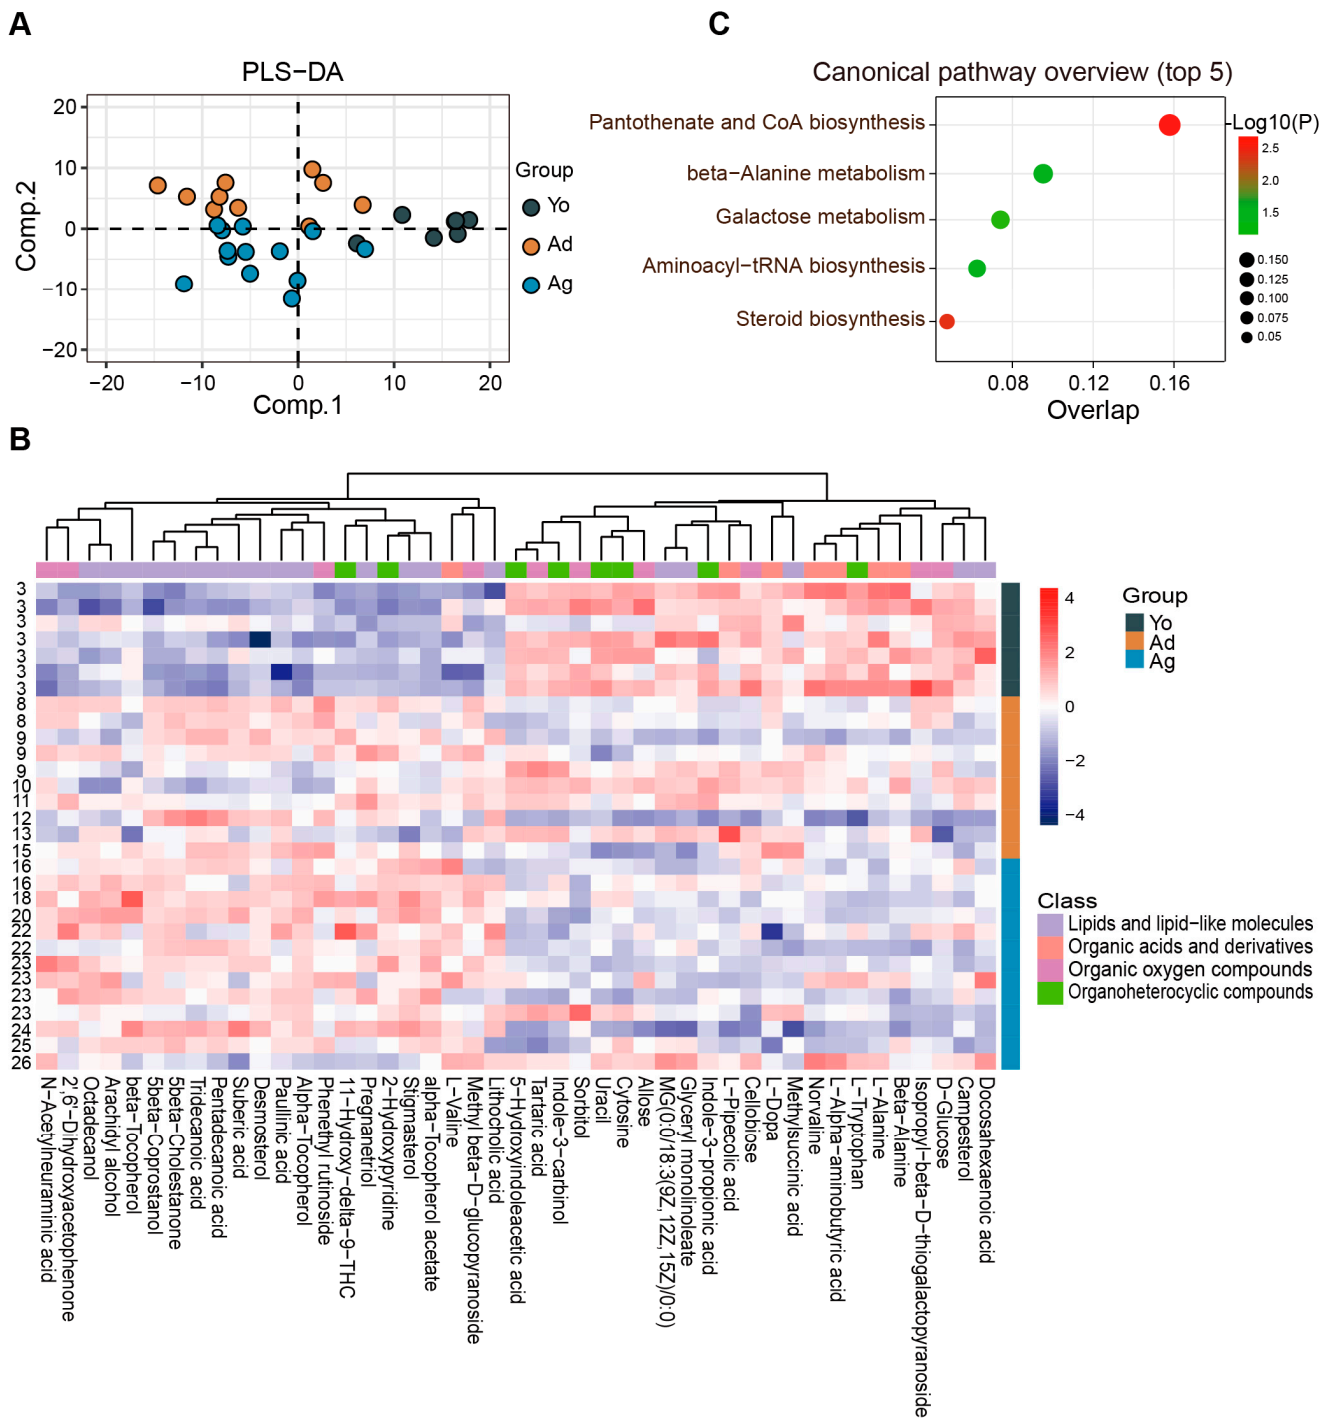 A
C
PLS−DA
Canonical pathway overview (top 5)
20
10
0
−10
−20
−20
−10
0
10
20
Comp.2
Comp.1
Group
Yo
Ad
Ag
Pantothenate and CoA biosynthesis
beta−Alanine metabolism
Galactose metabolism
Aminoacyl−tRNA biosynthesis
Steroid biosynthesis
0.08
0.12
0.16
Overlap
−Log10(P)
2.5
2.0
1.5
0.150
0.125
0.100
0.075
0.05
B
3
3
3
3
3
3
3
8
8
9
9
9
10
11
12
13
15
16
16
18
20
22
22
23
23
23
23
24
25
26
N−Acetylneuraminic acid
2',6'−Dihydroxyacetophenone
Octadecanol
Arachidyl alcohol
beta−Tocopherol
5beta−Coprostanol
5beta−Cholestanone
Tridecanoic acid
Pentadecanoic acid
Suberic acid
Desmosterol
Paullinic acid
Alpha−Tocopherol
Phenethyl rutinoside
11−Hydroxy−delta−9−THC
Pregnanetriol
2−Hydroxypyridine
Stigmasterol
alpha−Tocopherol acetate
L−Valine
Methyl beta−D−glucopyranoside
Lithocholic acid
5−Hydroxyindoleacetic acid
Tartaric acid
Indole−3−carbinol
Sorbitol
Uracil
Cytosine
Allose
MG(0:0/18:3(9Z,12Z,15Z)/0:0)
Glyceryl monolinoleate
Indole−3−propionic acid
L−Pipecolic acid
Cellobiose
L−Dopa
Methylsuccinic acid
Norvaline
L−Alpha−aminobutyric acid
L−Tryptophan
L−Alanine
Beta−Alanine
Isopropyl−beta−D−thiogalactopyranoside
D−Glucose
Campesterol
Docosahexaenoic acid
4
2
0
−2
−4
Group
Yo
Ad
Ag
Class
Lipids and lipid−like molecules
Organic acids and derivatives
Organic oxygen compounds
Organoheterocyclic compounds